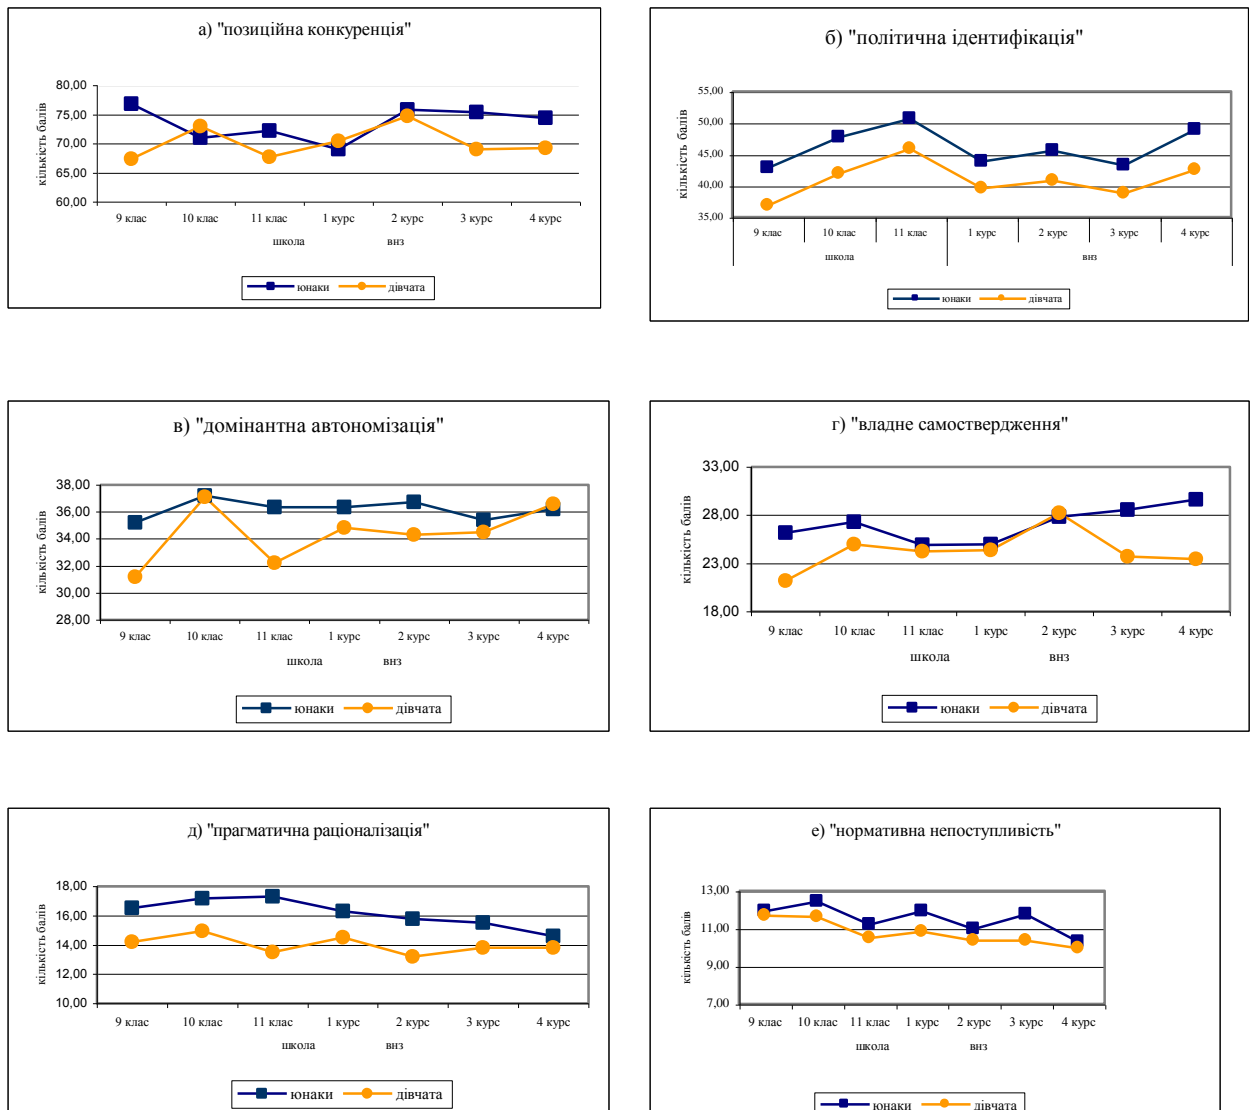 а) "позиційна конкуренція"
кількість балів
80,00
75,00
70,00
65,00
60,00
9 клас 10 клас 11 клас 1 курс 2 курс 3 курс 4 курс
школа внз
юнаки дівчата
б) "політична ідентифікація"
кількість балів
55,00
50,00
45,00
40,00
35,00
9 клас 10 клас 11 клас 1 курс 2 курс 3 курс 4 курс
школа внз
юнаки дівчата
в) "домінантна автономізація"
кількість балів
38,00
36,00
34,00
32,00
30,00
28,00
9 клас 10 клас 11 клас 1 курс 2 курс 3 курс 4 курс
школа внз
юнаки дівчата
г) "владне самоствердження"
кількість балів
33,00
28,00
23,00
18,00
9 клас 10 клас 11 клас 1 курс 2 курс 3 курс 4 курс
школа внз
юнаки дівчата
д) "прагматична раціоналізація"
кількість балів
18,00
16,00
14,00
12,00
10,00
9 клас 10 клас 11 клас 1 курс 2 курс 3 курс 4 курс
школа внз
юнаки дівчата
е) "нормативна непоступливість"
кількість балів
13,00
11,00
9,00
7,00
9 клас 10 клас 11 клас 1 курс 2 курс 3 курс 4 курс
школа внз
юнаки дівчата